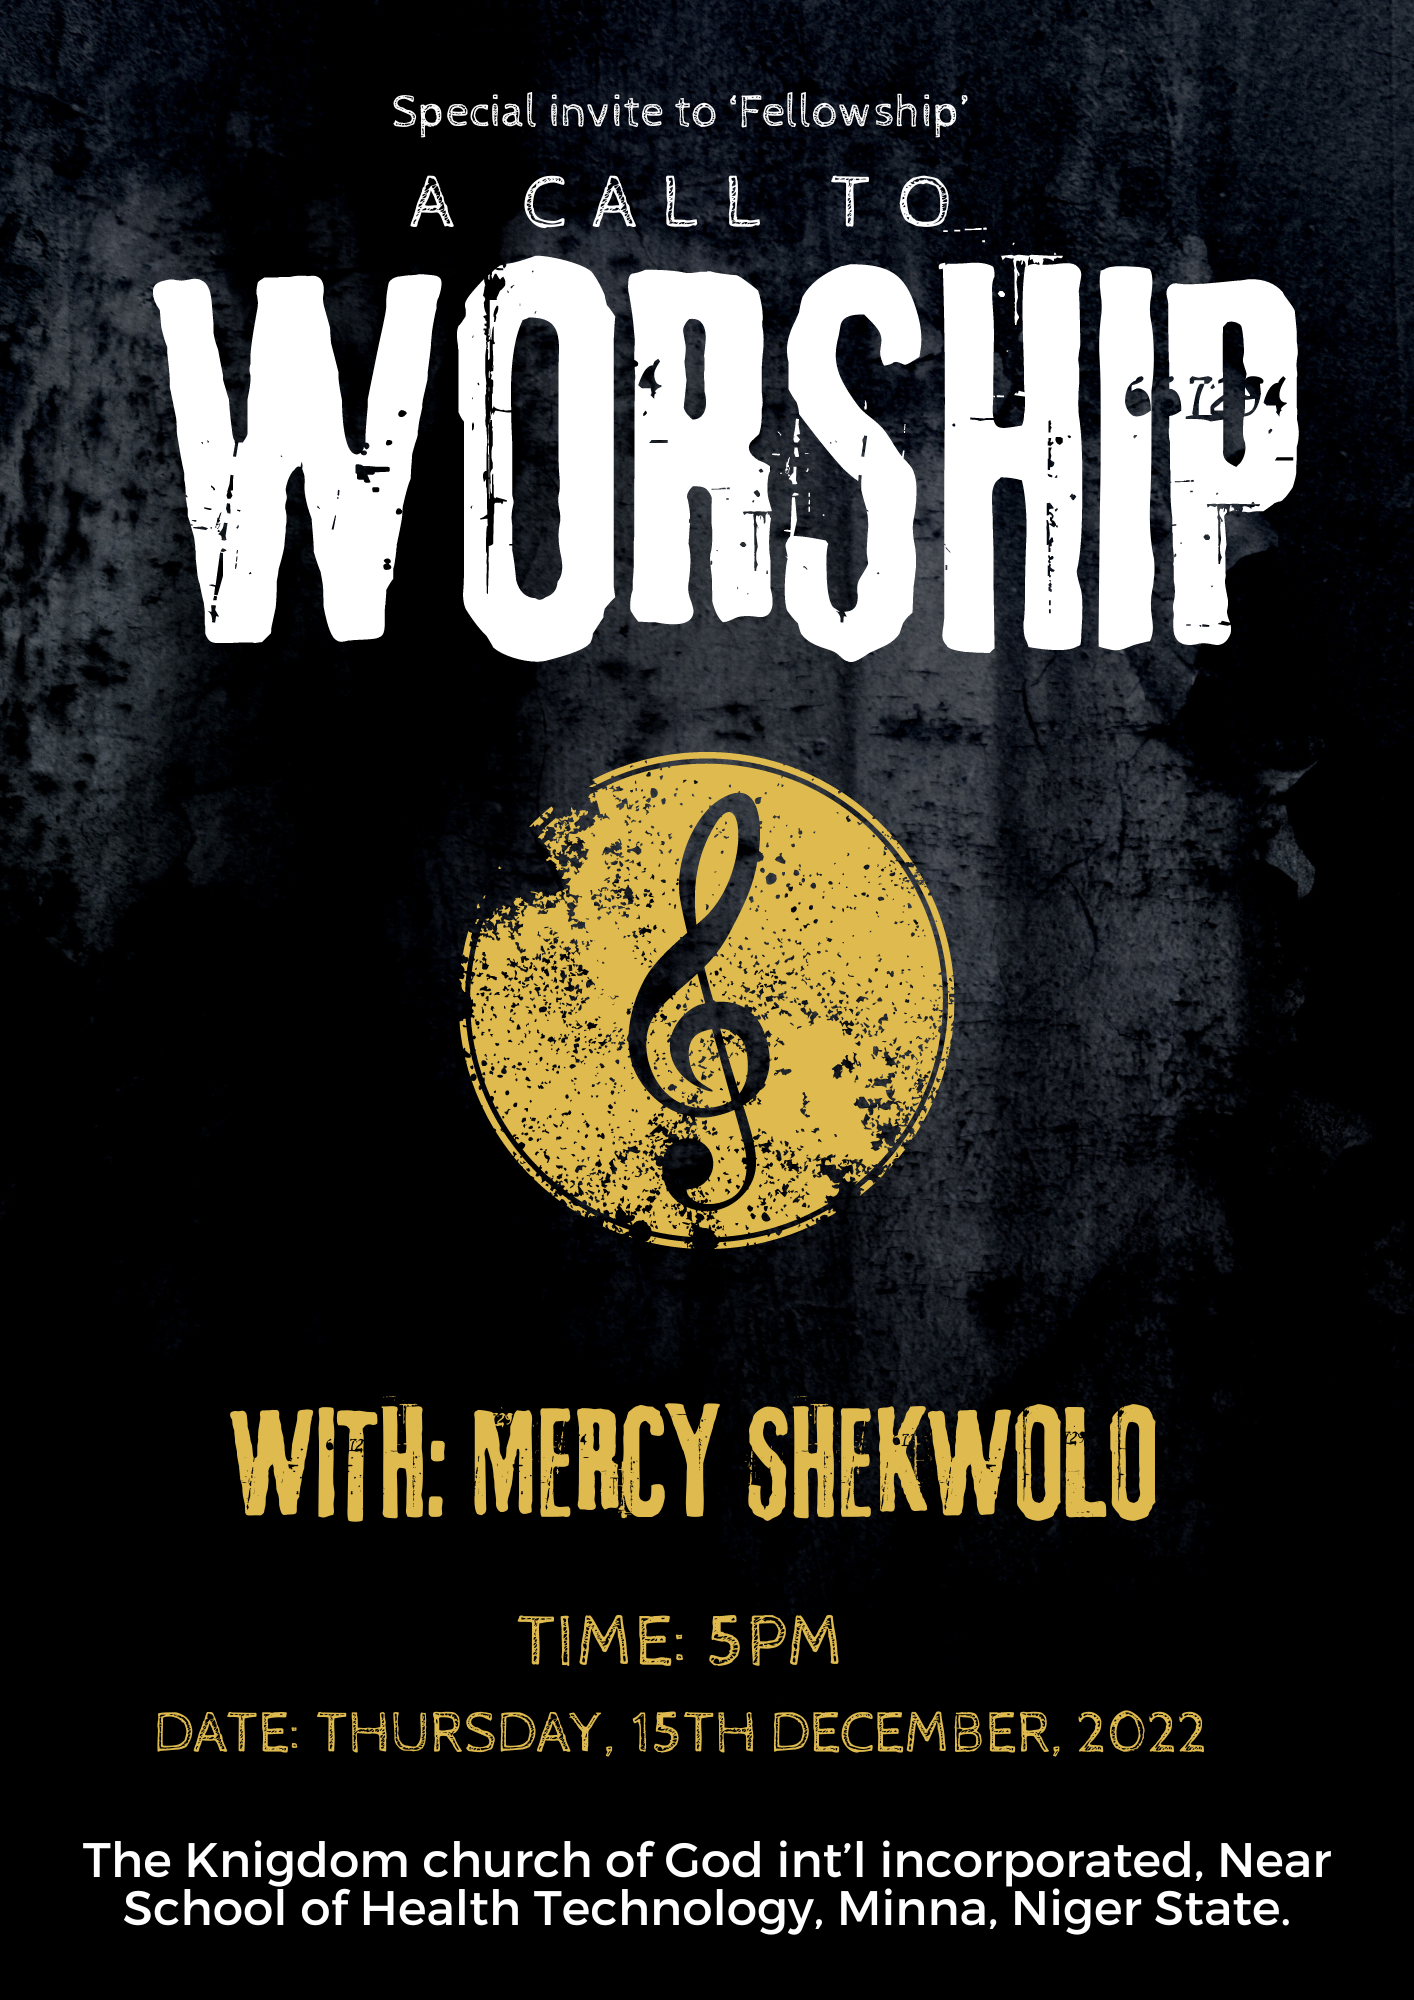 Special invite to ‘Fellowship’
A CALL TO
WORSHIP
WITH: MERCY SHEKWOLO
TIME: 5PM
DATE: THURSDAY, 15TH DECEMBER, 2022
The Knigdom church of God int’l incorporated, Near
School of Health Technology, Minna, Niger State.